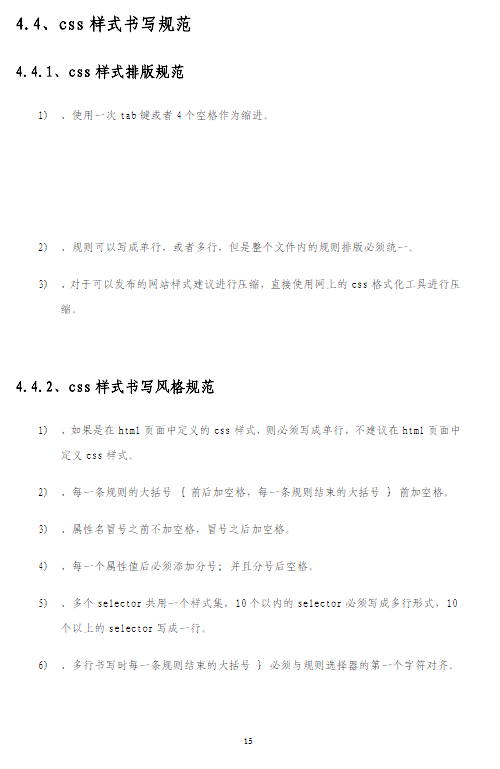 4.4、css 样式书写规范
4.4.1、css 样式排版规范
1) 、使用一次 tab 键或者 4 个空格作为缩进。
2) 、规则可以写成单行，或者多行，但是整个文件内的规则排版必须统一。
3) 、对于可以发布的网站样式建议进行压缩，直接使用网上的 css 格式化工具进行压
缩。
4.4.2、css 样式书写风格规范
1) 、如果是在 html 页面中定义的 css 样式，则必须写成单行，不建议在 html 页面中
定义 css 样式。
2) 、每一条规则的大括号 { 前后加空格，每一条规则结束的大括号 } 前加空格。
3) 、属性名冒号之前不加空格，冒号之后加空格。
4) 、每一个属性值后必须添加分号; 并且分号后空格。
5) 、多个 selector 共用一个样式集，10 个以内的 selector 必须写成多行形式，10
个以上的 selector 写成一行。
6) 、多行书写时每一条规则结束的大括号 } 必须与规则选择器的第一个字符对齐。
15